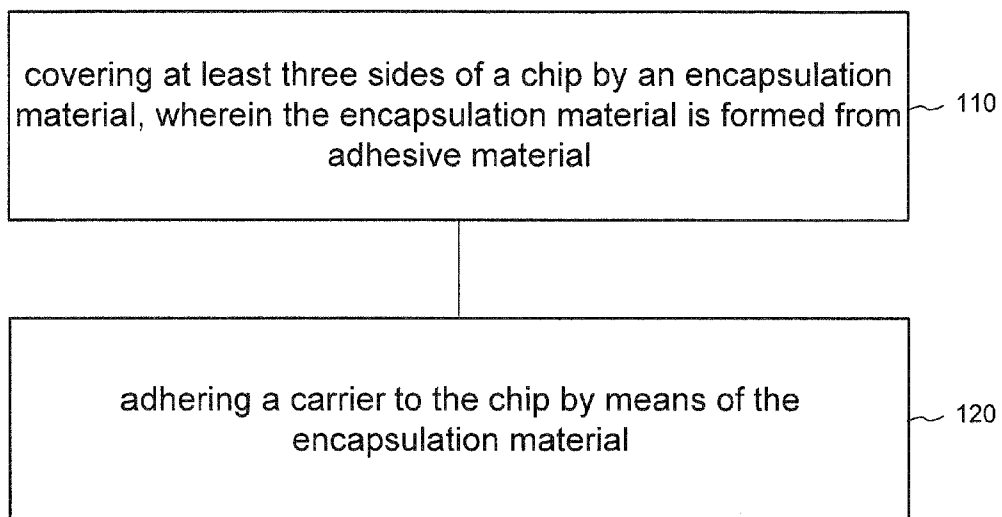 covering at least three sides of a chip by an encapsulation
material, wherein the encapsulation material is formed from
adhesive material
110
adhering a carrier to the chip by means of the
encapsulation material
120